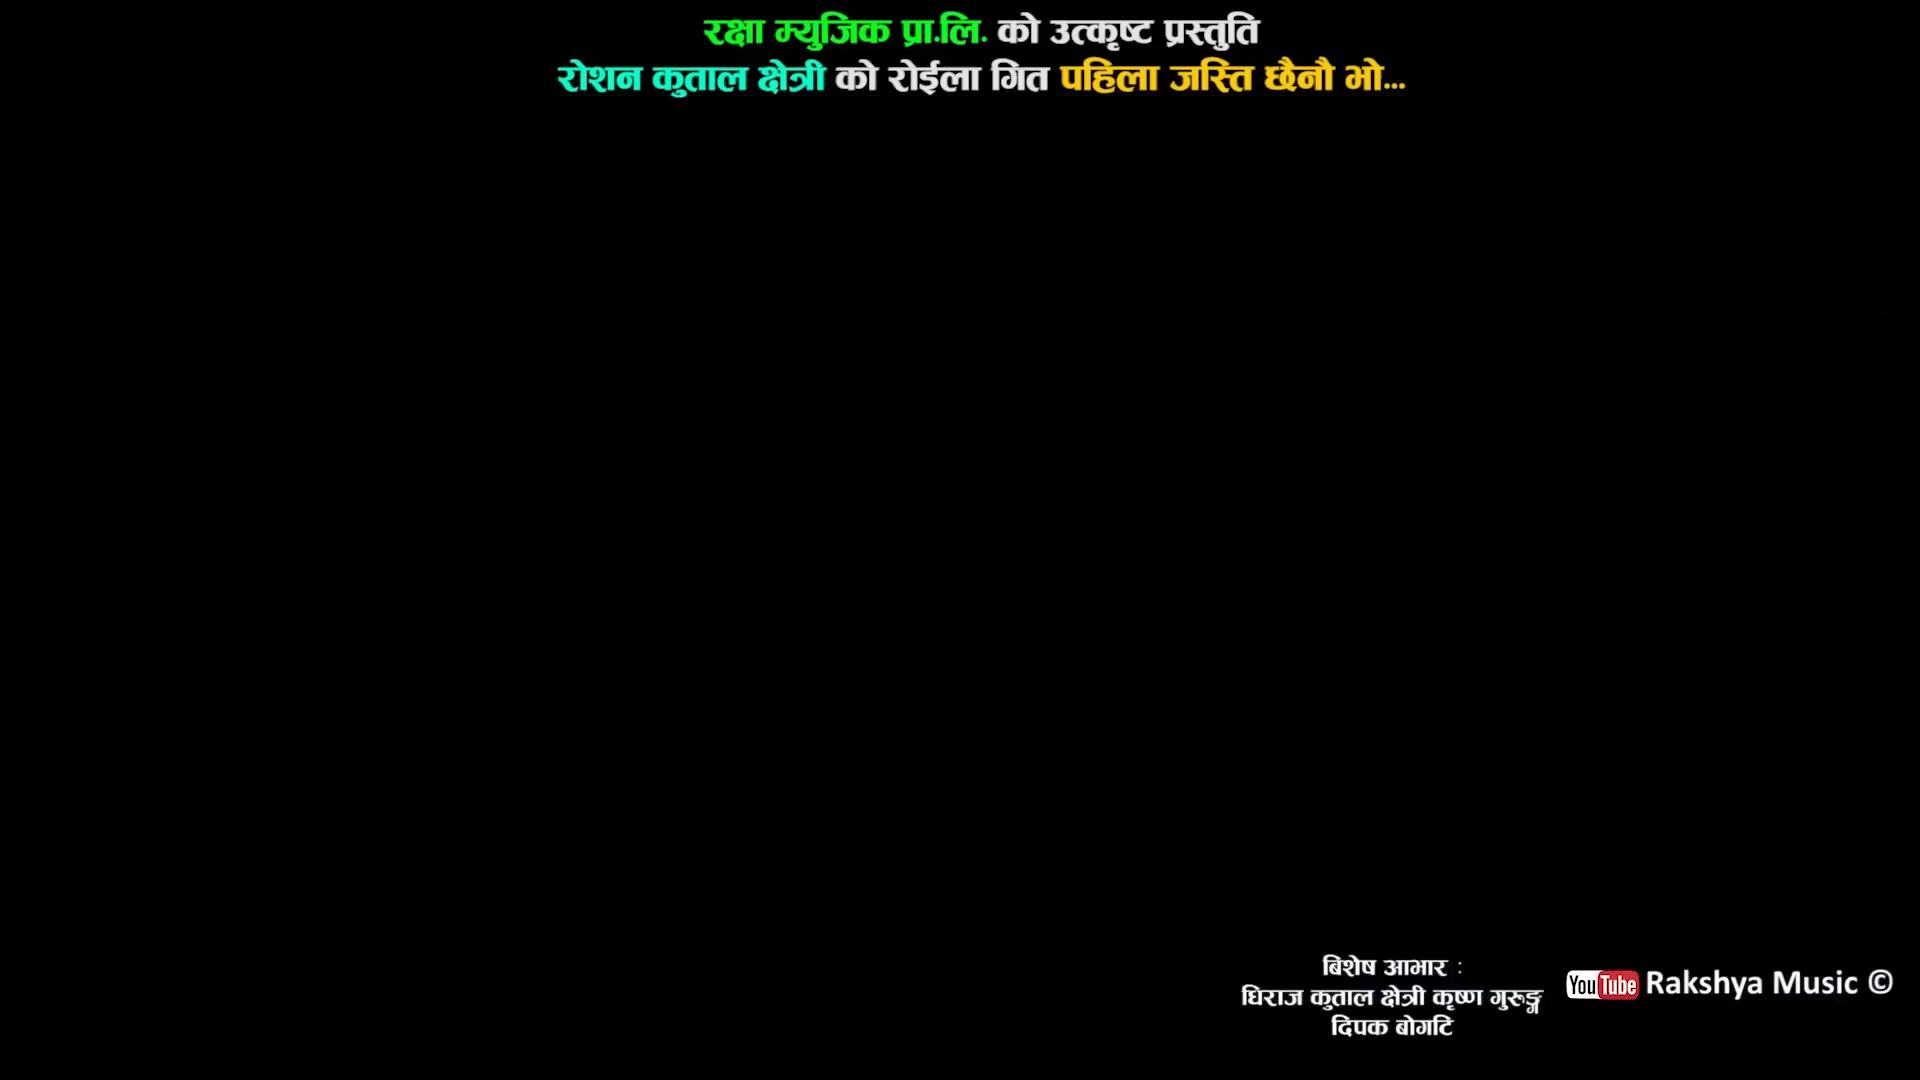 रक्षा म्युजिक प्रा.लि. को उत्कृष्ट प्रस्तुति
रोशन कुताल क्षेत्री को रोईला गित पहिला जस्ति छैनौ भो...
बिशेष आभार :
धिराज कुताल क्षेत्री कृष्ण गुरुङ्ग
दिपक बोगटि
YouTube Rakshya Music ©